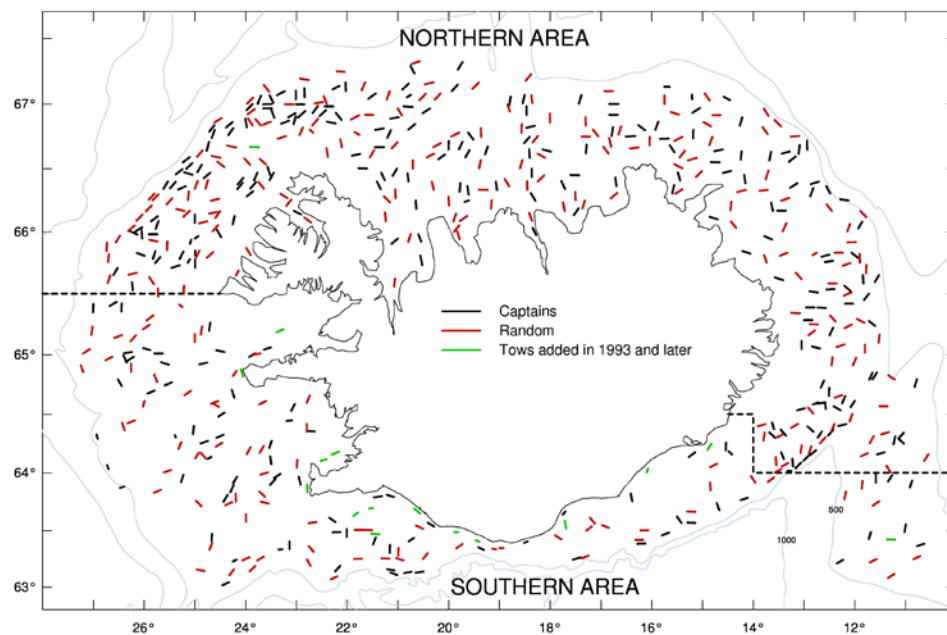 NORTHERN AREA
67°
66°
Captains
Random
Tows added in 1993 and later
65°
64°
500
1000
63°
SOUTHERN AREA
28° 26° 24° 22° 20° 18° 16° 14° 12°